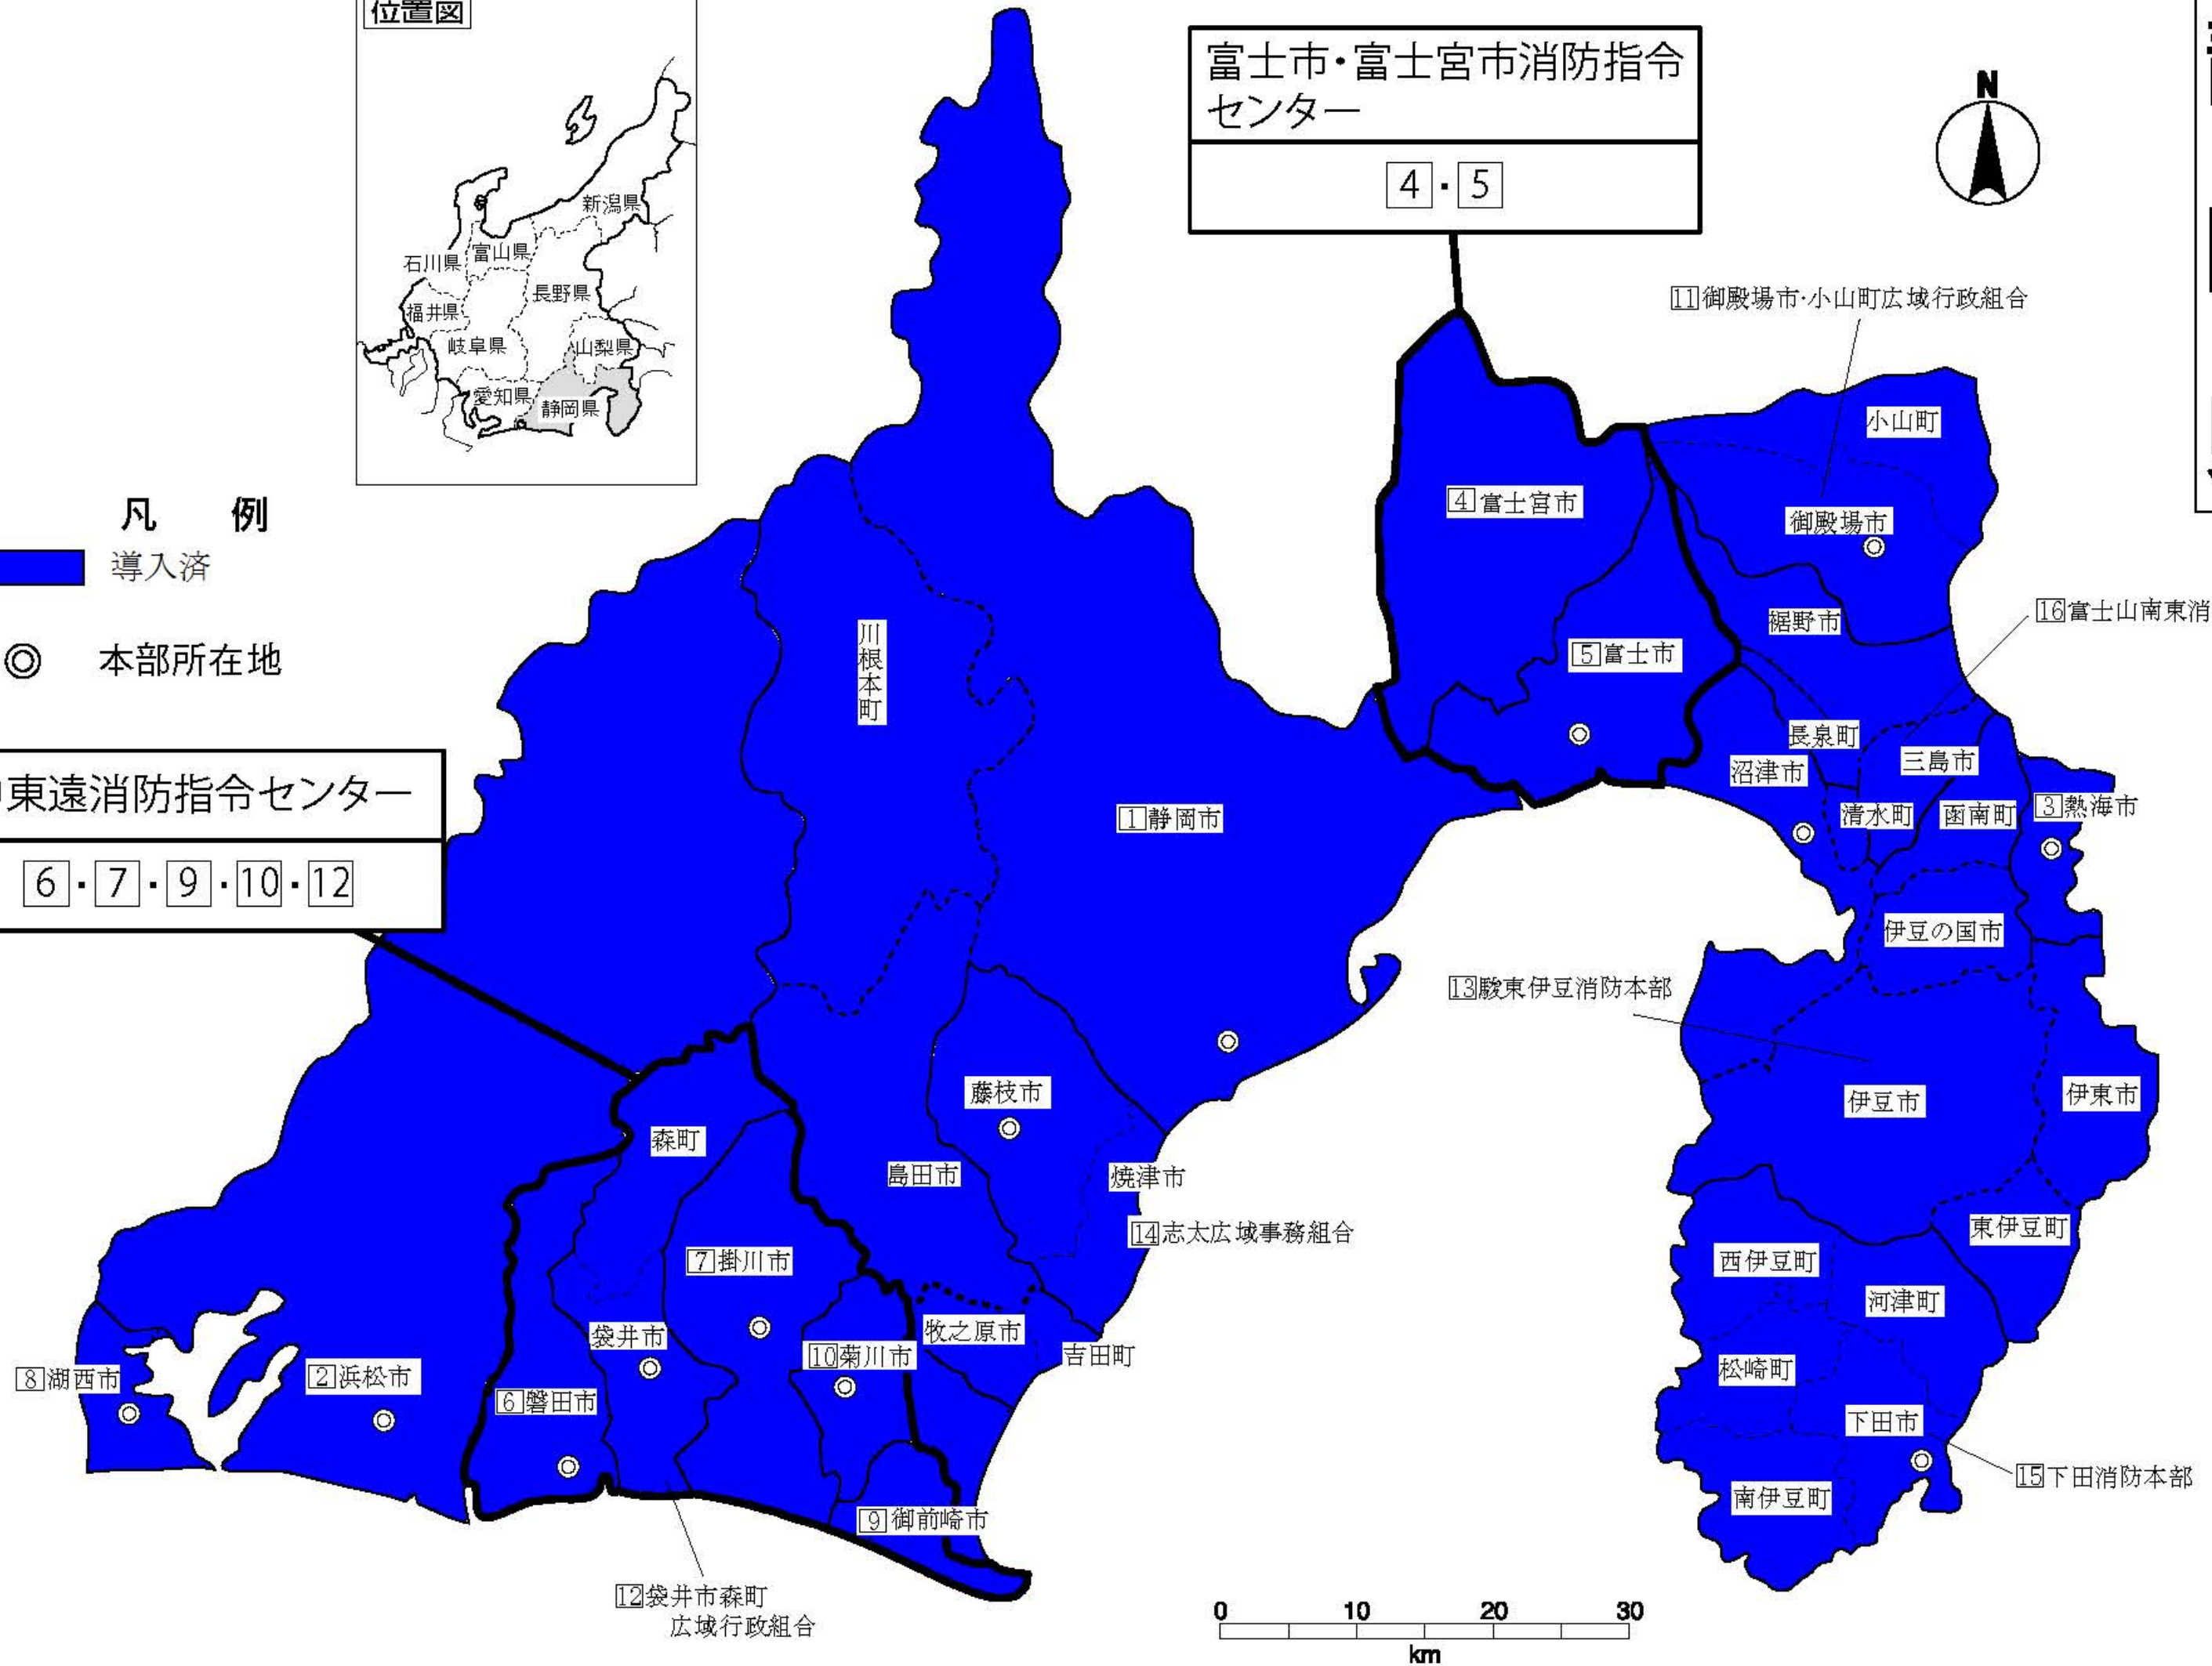 位置図
新潟県
富山県
石川県
長野県
福井県
岐阜県
山梨県
愛知県
静岡県
富士市・富士宮市消防指令
センター
4・5
N
凡 例
導入済
◎ 本部所在地
東遠消防指令センター
6・7・9・10・12
11御殿場市・小山町広域行政組合
小山町
4富士宮市
御殿場市
16富士山南東消
裾野市
川根本町
5富士市
長泉町
三島市
沼津市
1静岡市
清水町
函南町
3熱海市
伊豆の国市
13駿東伊豆消防本部
藤枝市
伊豆市
伊東市
森町
島田市
焼津市
14志太広域事務組合
東伊豆町
7掛川市
西伊豆町
河津町
袋井市
牧之原市
10菊川市
吉田町
8湖西市
2浜松市
松崎町
6磐田市
下田市
15下田消防本部
南伊豆町
9御前崎市
12袋井市森町
広域行政組合
0 10 20 30
km